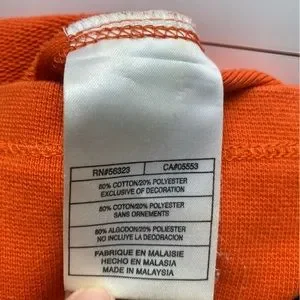 RN#56323 CA#05553
80% COTTON/20% POLYESTER
EXCLUSIVE OF DECORATION
80% COTON/20% POLYESTER
SANS ORNEMENTS
80% ALGODON/20% POLIESTER
NO INCLUYE LA DECORACION
FABRIQUE EN MALAISIE
HECHO EN MALASIA
MADE IN MALAYSIA